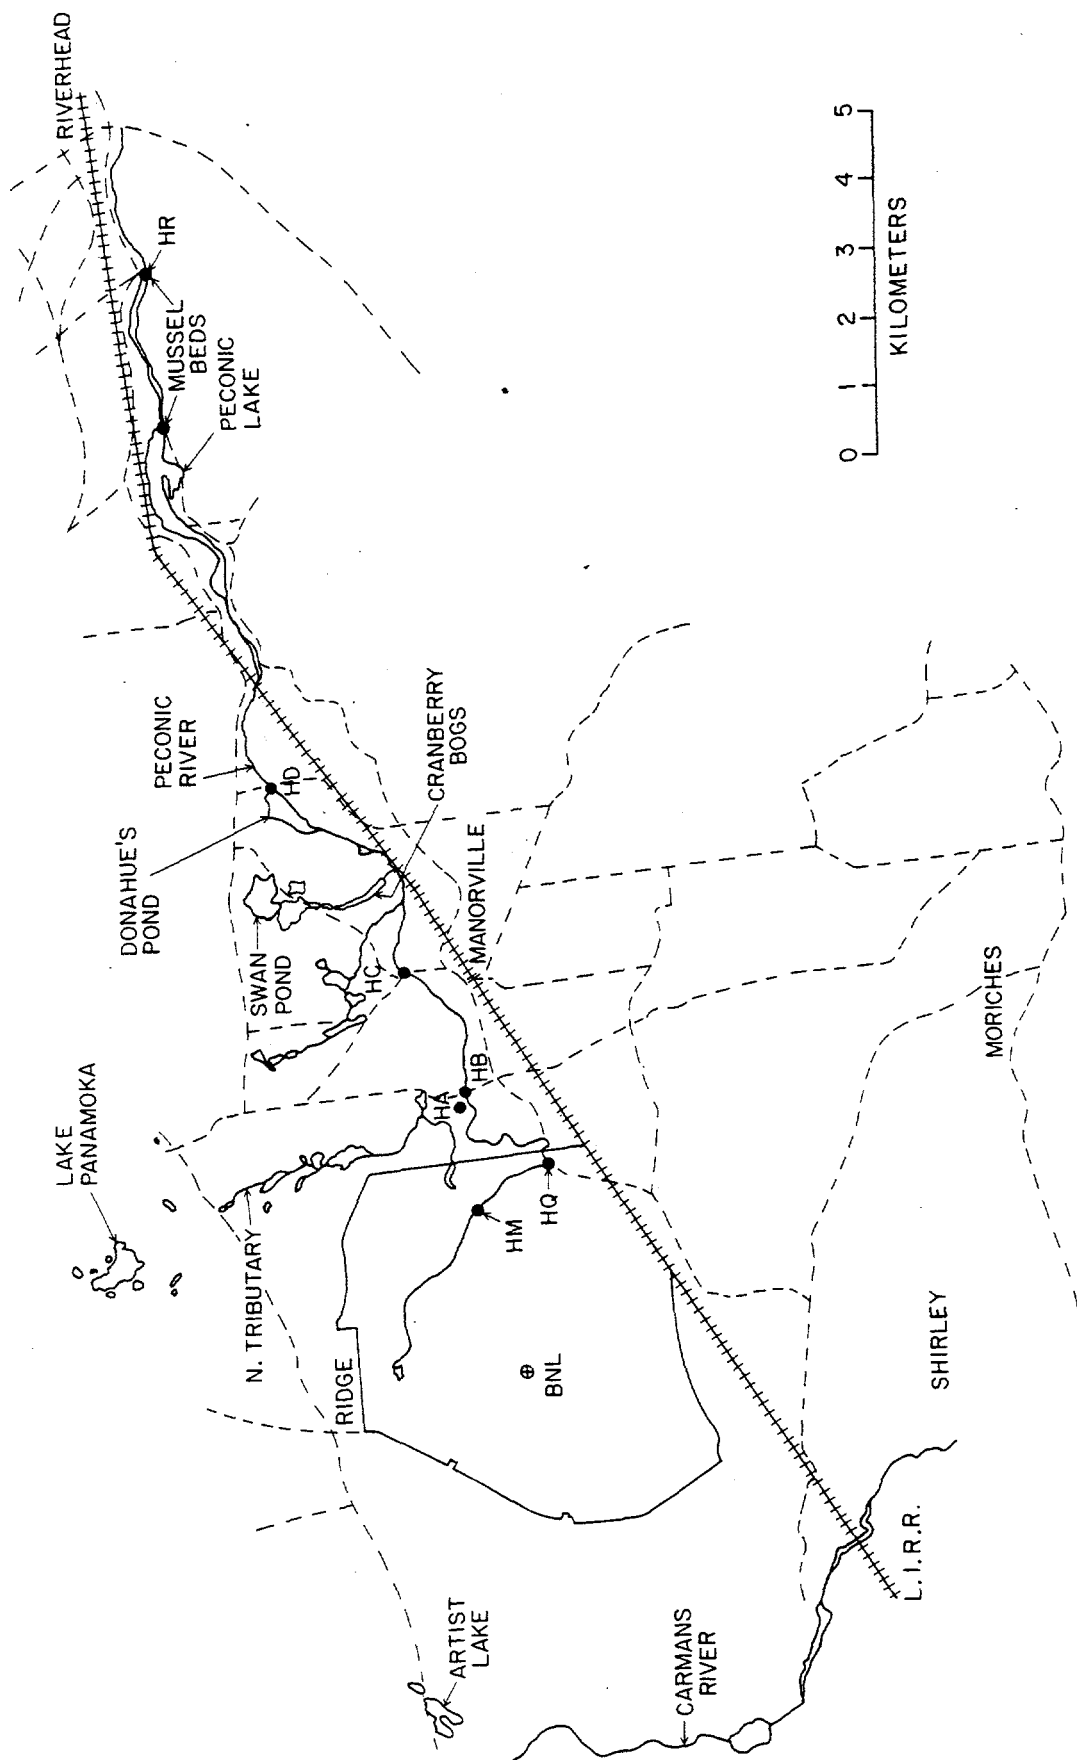 RIVERHEAD
HR
MUSSEL
BEDS
PECONIC
LAKE
PECONIC
RIVER
HD
DONAHUE'S
POND
CRANBERRY
BOGS
SWAN
POND
HC
MANORVILLE
LAKE
PANAMOKA
HA
HB
N. TRIBUTARY
HM
HQ
RIDGE
BNL
MORICHES
SHIRLEY
ARTIST
LAKE
CARMANS
RIVER
L.I.R.R.
0 1 2 3 4 5
KILOMETERS